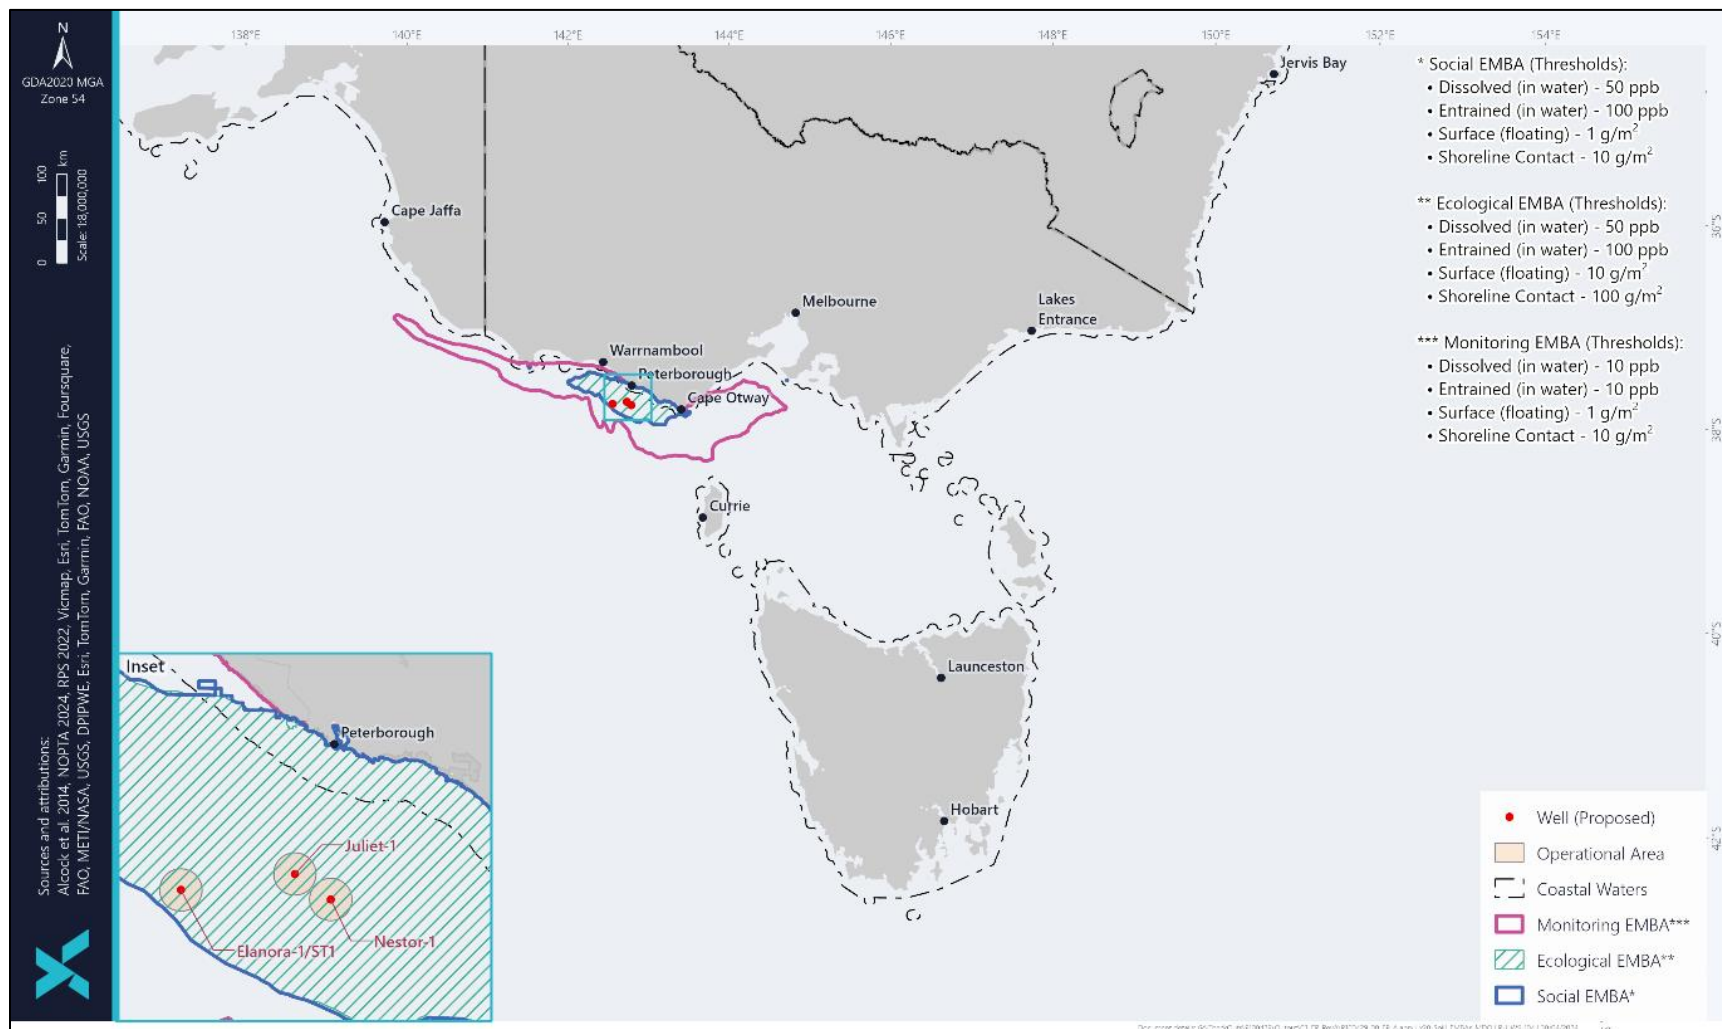 N
GDA2020 MGA
Zone 54
0 50 100 km
Scale: 1:8,000,000
Sources and attributions:
Alcock et al. 2014, NOPTA 2024, RPS 2022, Vicmap, Esri, TomTom, Garmin, Foursquare,
FAO, METI/NASA, USGS, DPIPWE, Esri, TomTom, Garmin, FAO, NOAA, USGS
138°E
140°E
142°E
144°E
146°E
148°E
150°E
152°E
154°E
36°S
38°S
40°S
42°S
Jervis Bay
Cape Jaffa
Melbourne
Lakes
Entrance
Warrnambool
Peterborough
Cape Otway
Currie
Launceston
Hobart
* Social EMBA (Thresholds):
• Dissolved (in water) - 50 ppb
• Entrained (in water) - 100 ppb
• Surface (floating) - 1 g/m²
• Shoreline Contact - 10 g/m²
** Ecological EMBA (Thresholds):
• Dissolved (in water) - 50 ppb
• Entrained (in water) - 100 ppb
• Surface (floating) - 10 g/m²
• Shoreline Contact - 100 g/m²
*** Monitoring EMBA (Thresholds):
• Dissolved (in water) - 10 ppb
• Entrained (in water) - 10 ppb
• Surface (floating) - 1 g/m²
• Shoreline Contact - 10 g/m²
Inset
Peterborough
Juliet-1
Elanora-1/ST1
Nestor-1
Well (Proposed)
Operational Area
Coastal Waters
Monitoring EMBA***
Ecological EMBA**
Social EMBA*